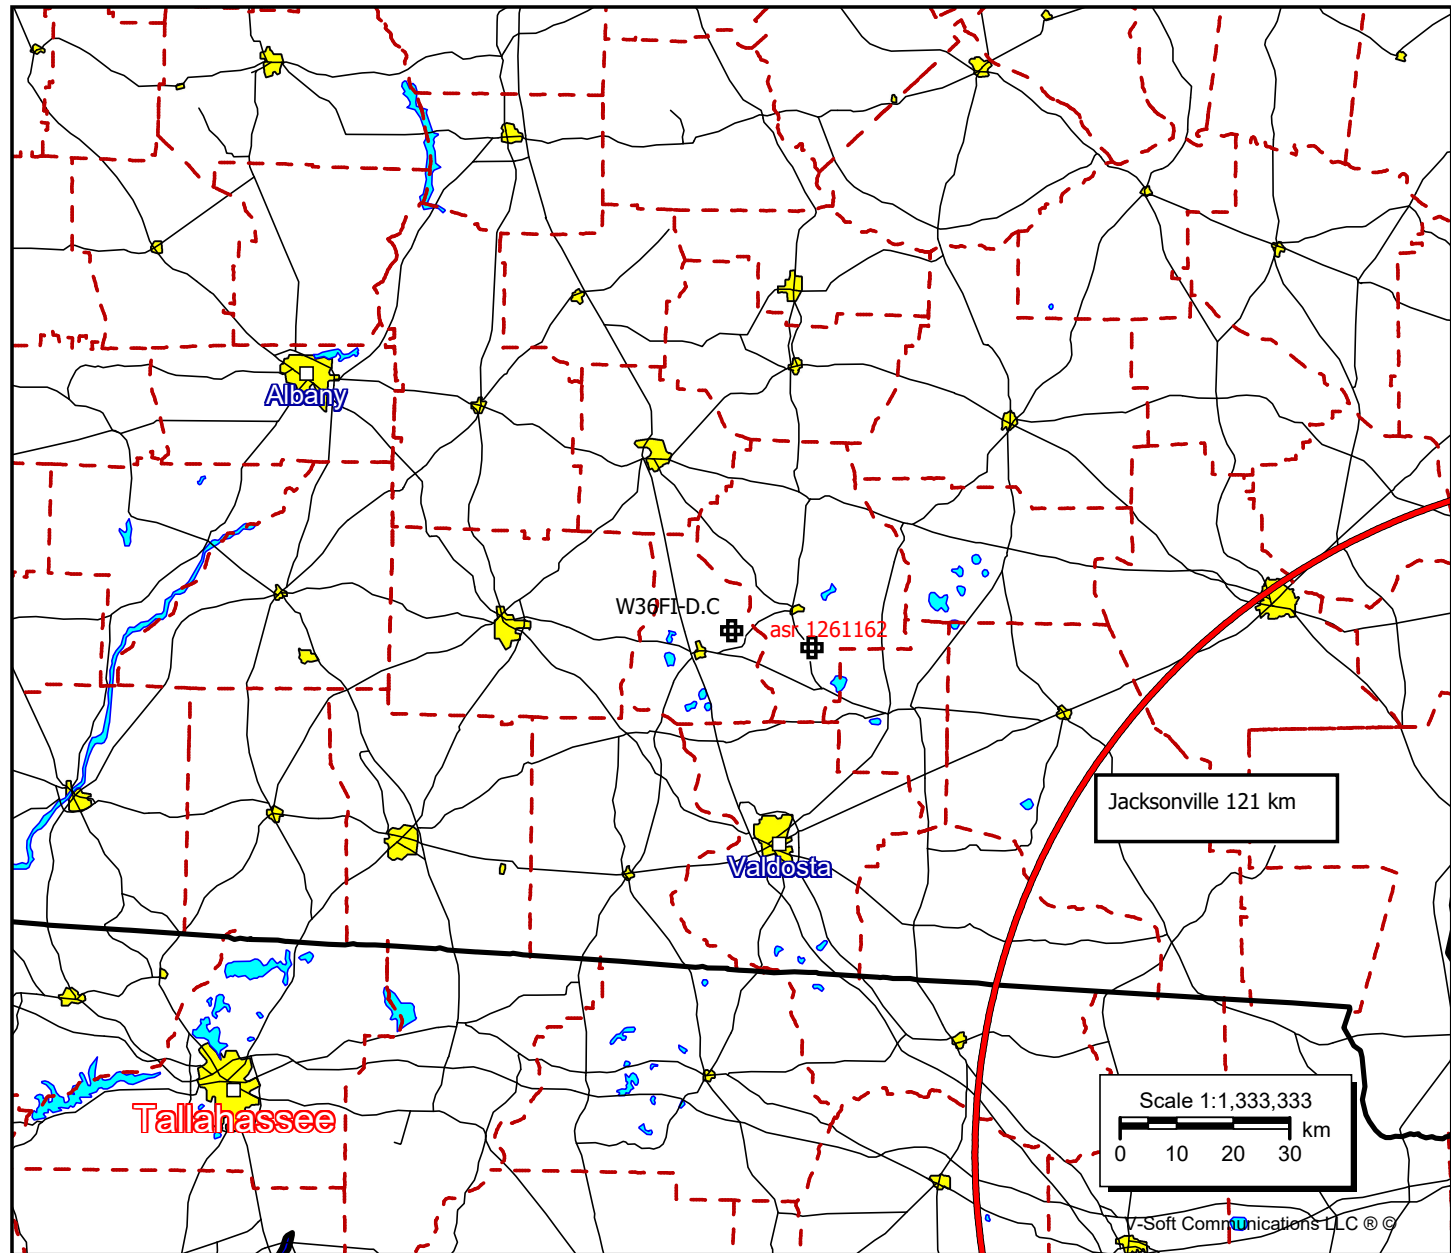 Albany
W36FI-D.C
asr 1261162
Jacksonville 121 km
Valdosta
Tallahassee
Scale 1:1,333,333
km
0 10 20 30
V-Soft Communications LLC ® ©